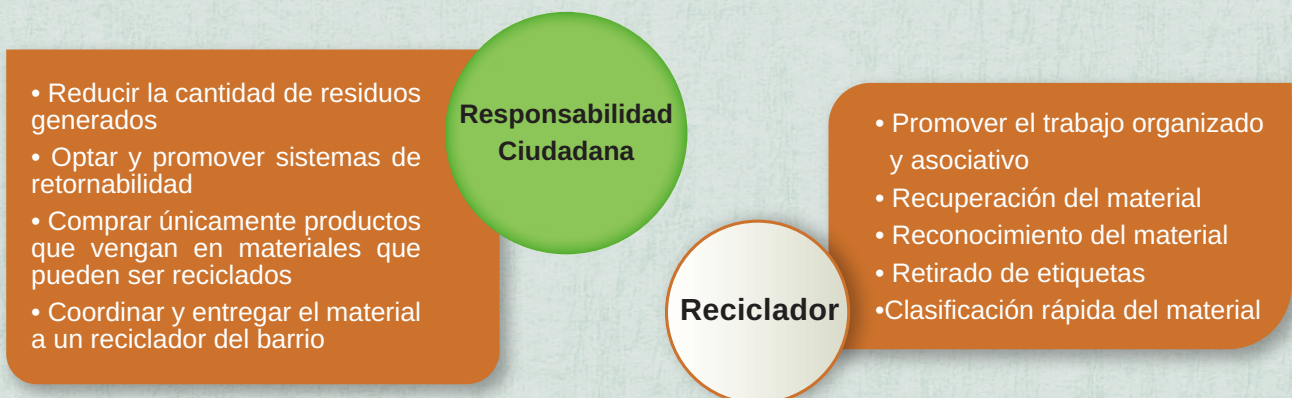 • Reducir la cantidad de residuos
generados
• Optar y promover sistemas de
retornabilidad
• Comprar únicamente productos
que vengan en materiales que
pueden ser reciclados
• Coordinar y entregar el material
a un reciclador del barrio
Responsabilidad
Ciudadana
Reciclador
• Promover el trabajo organizado
y asociativo
• Recuperación del material
• Reconocimiento del material
• Retirado de etiquetas
•Clasificación rápida del material